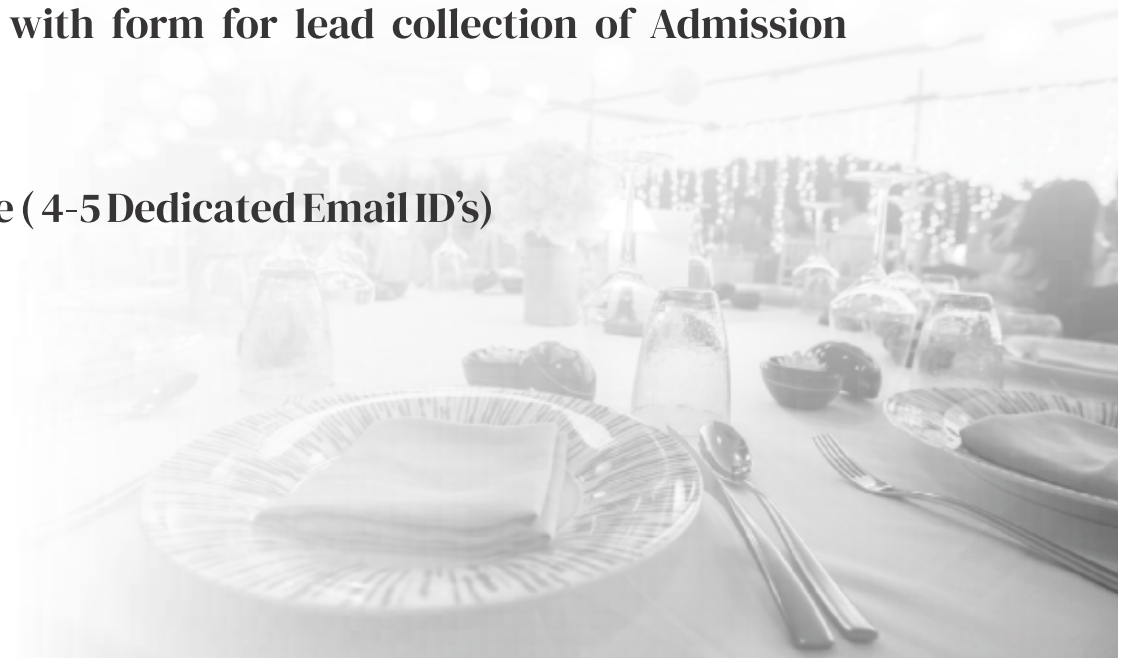 with form for lead collection of Admission
e ( 4-5 Dedicated Email ID’s)